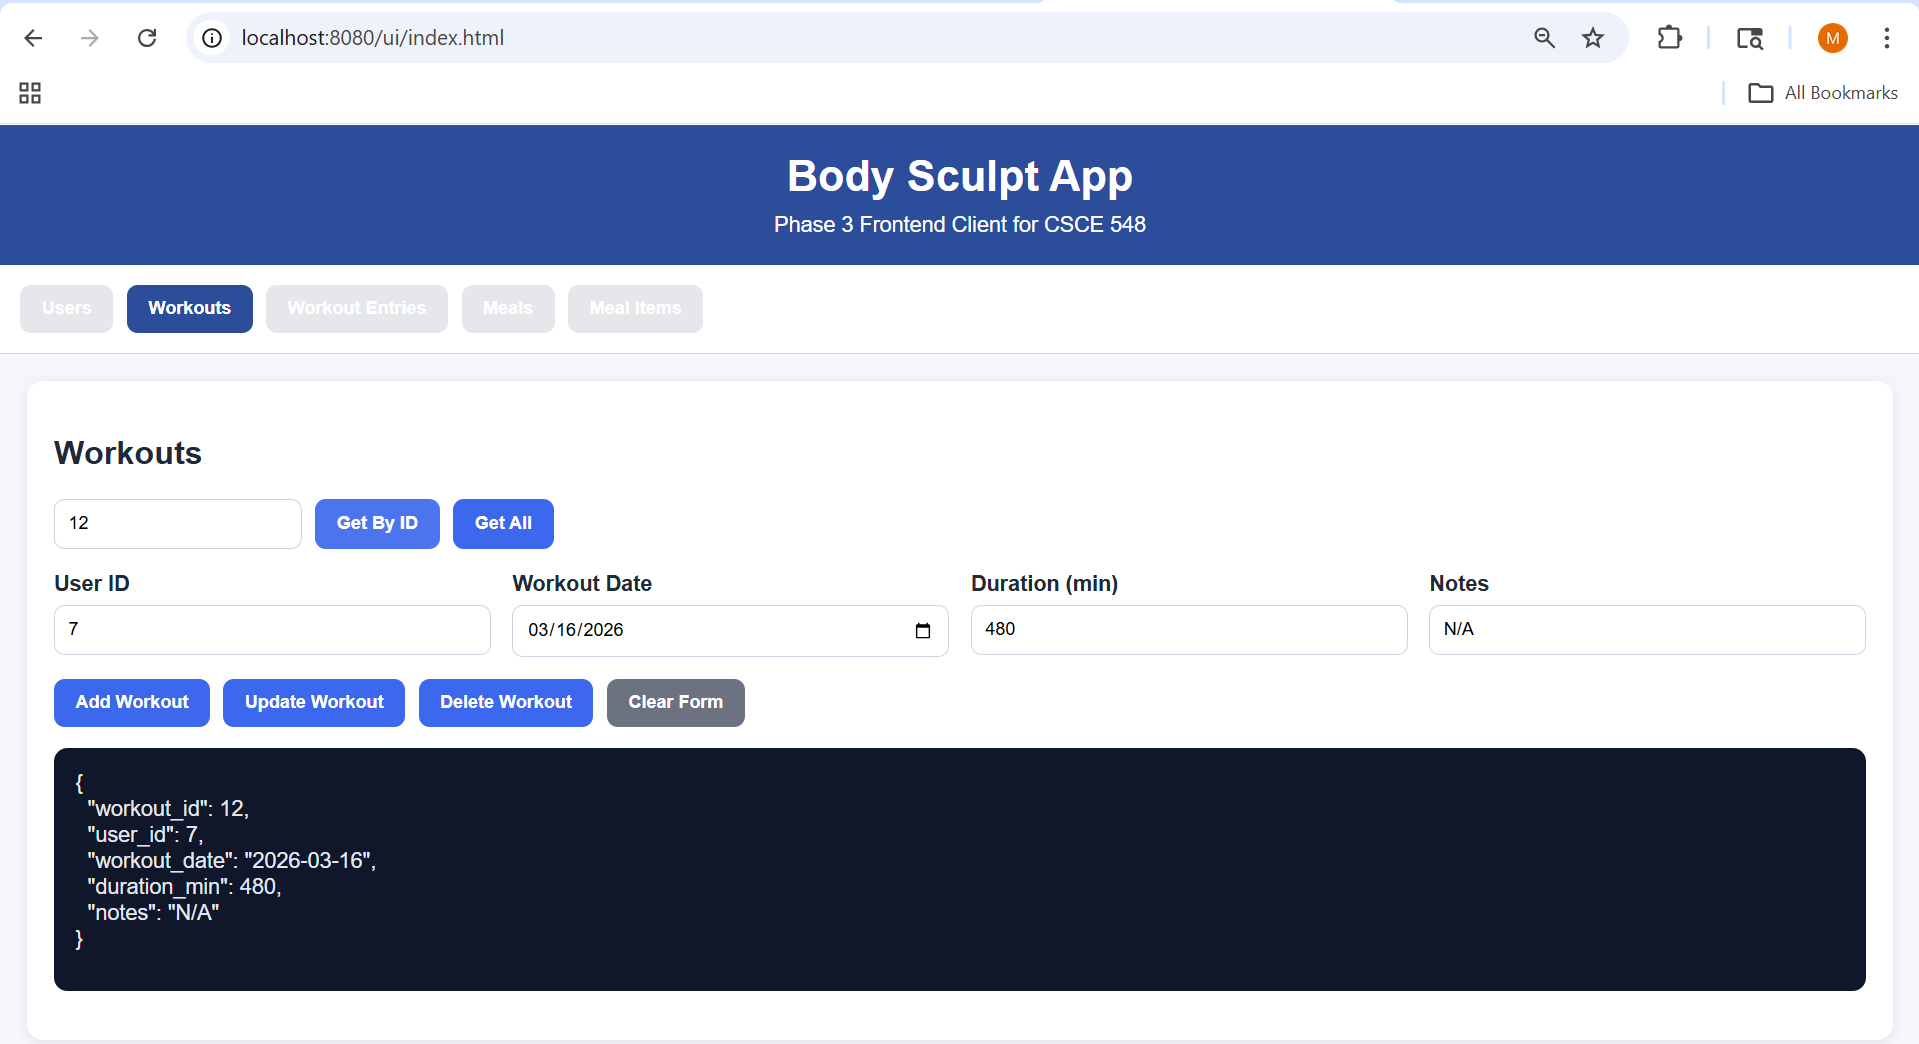 localhost:8080/ui/index.html
M
All Bookmarks
Body Sculpt App
Phase 3 Frontend Client for CSCE 548
Users Workouts Workout Entries Meals Meal Items
Workouts
12 Get By ID Get All
User ID Workout Date Duration (min) Notes
7 03/16/2026 480 N/A
Add Workout Update Workout Delete Workout Clear Form
{
"workout_id": 12,
"user_id": 7,
"workout_date": "2026-03-16",
"duration_min": 480,
"notes": "N/A"
}